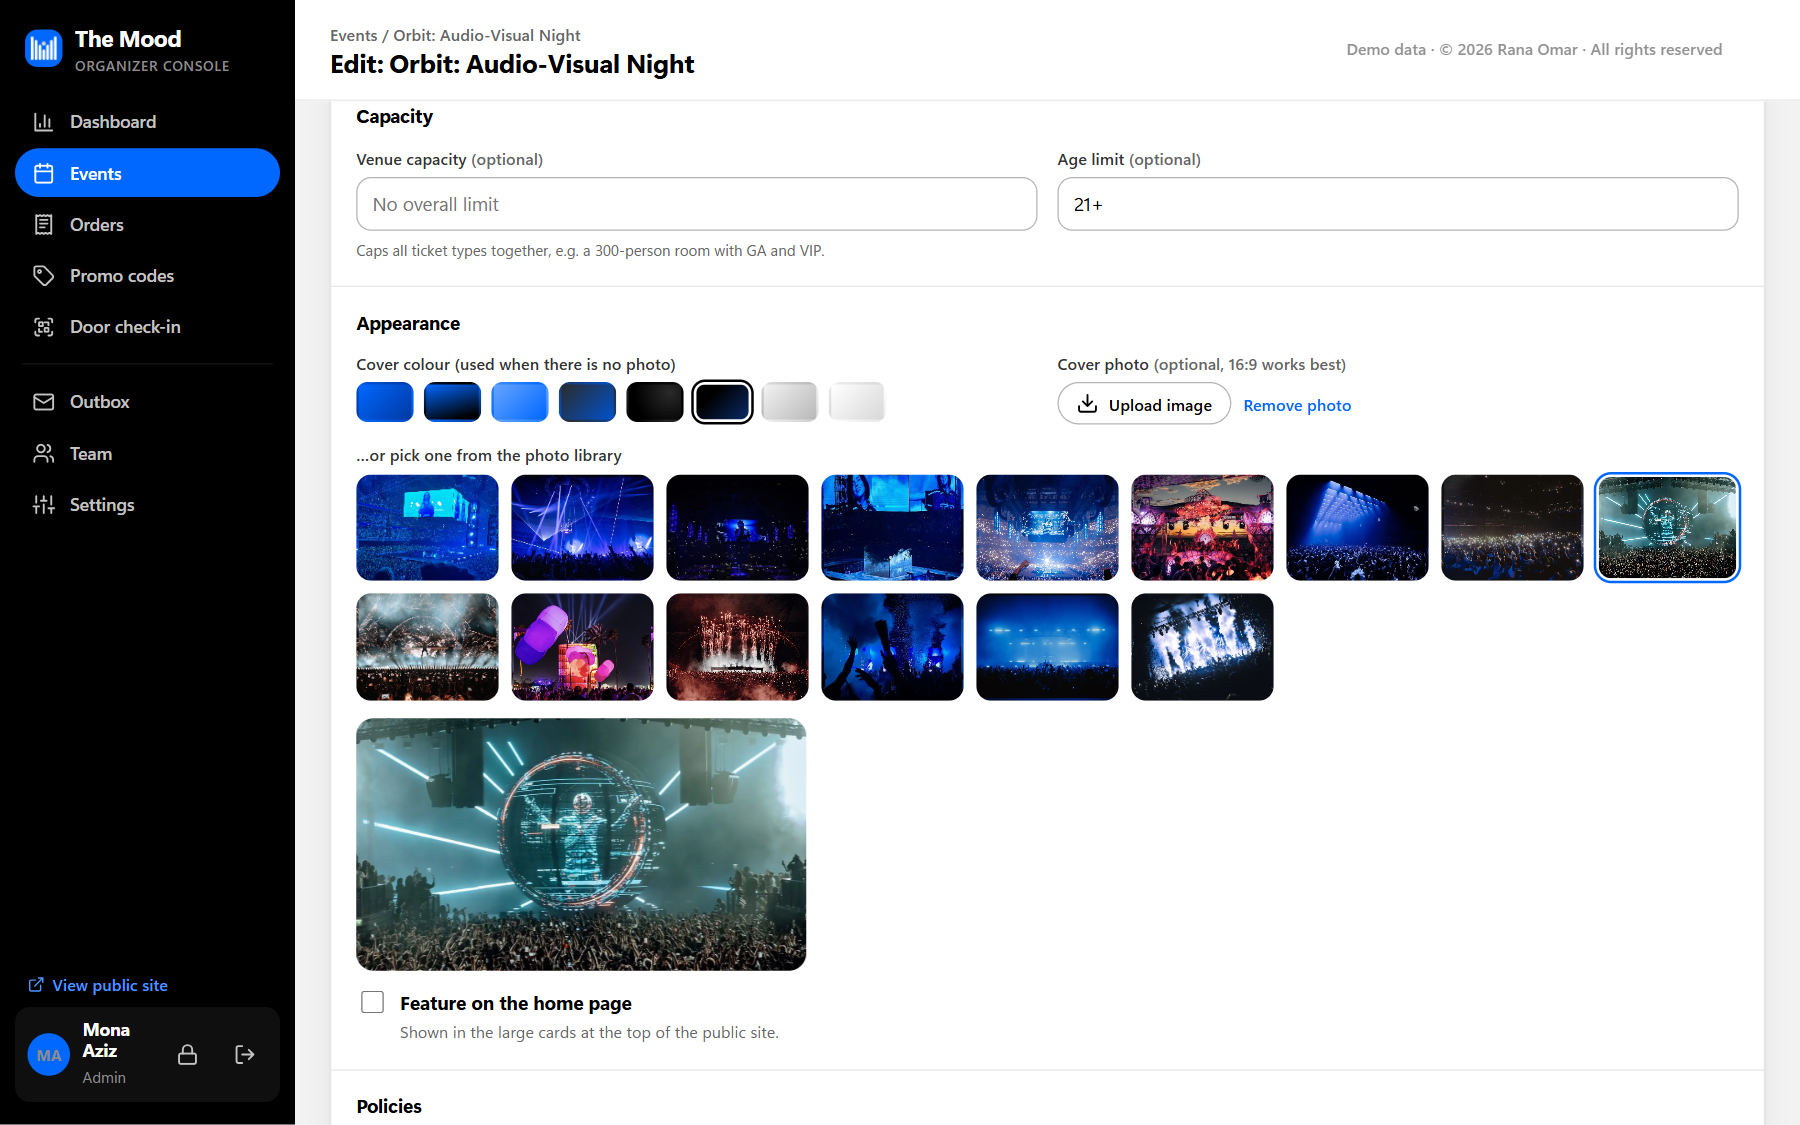 The Mood
ORGANIZER CONSOLE
Dashboard
Events
Orders
Promo codes
Door check-in
Outbox
Team
Settings
View public site
MA
Mona
Aziz
Admin
Events / Orbit: Audio-Visual Night
Edit: Orbit: Audio-Visual Night
Demo data · © 2026 Rana Omar · All rights reserved
Capacity
Venue capacity (optional)
No overall limit
Caps all ticket types together, e.g. a 300-person room with GA and VIP.
Age limit (optional)
21+
Appearance
Cover colour (used when there is no photo)
Cover photo (optional, 16:9 works best)
Upload image
Remove photo
...or pick one from the photo library
Feature on the home page
Shown in the large cards at the top of the public site.
Policies